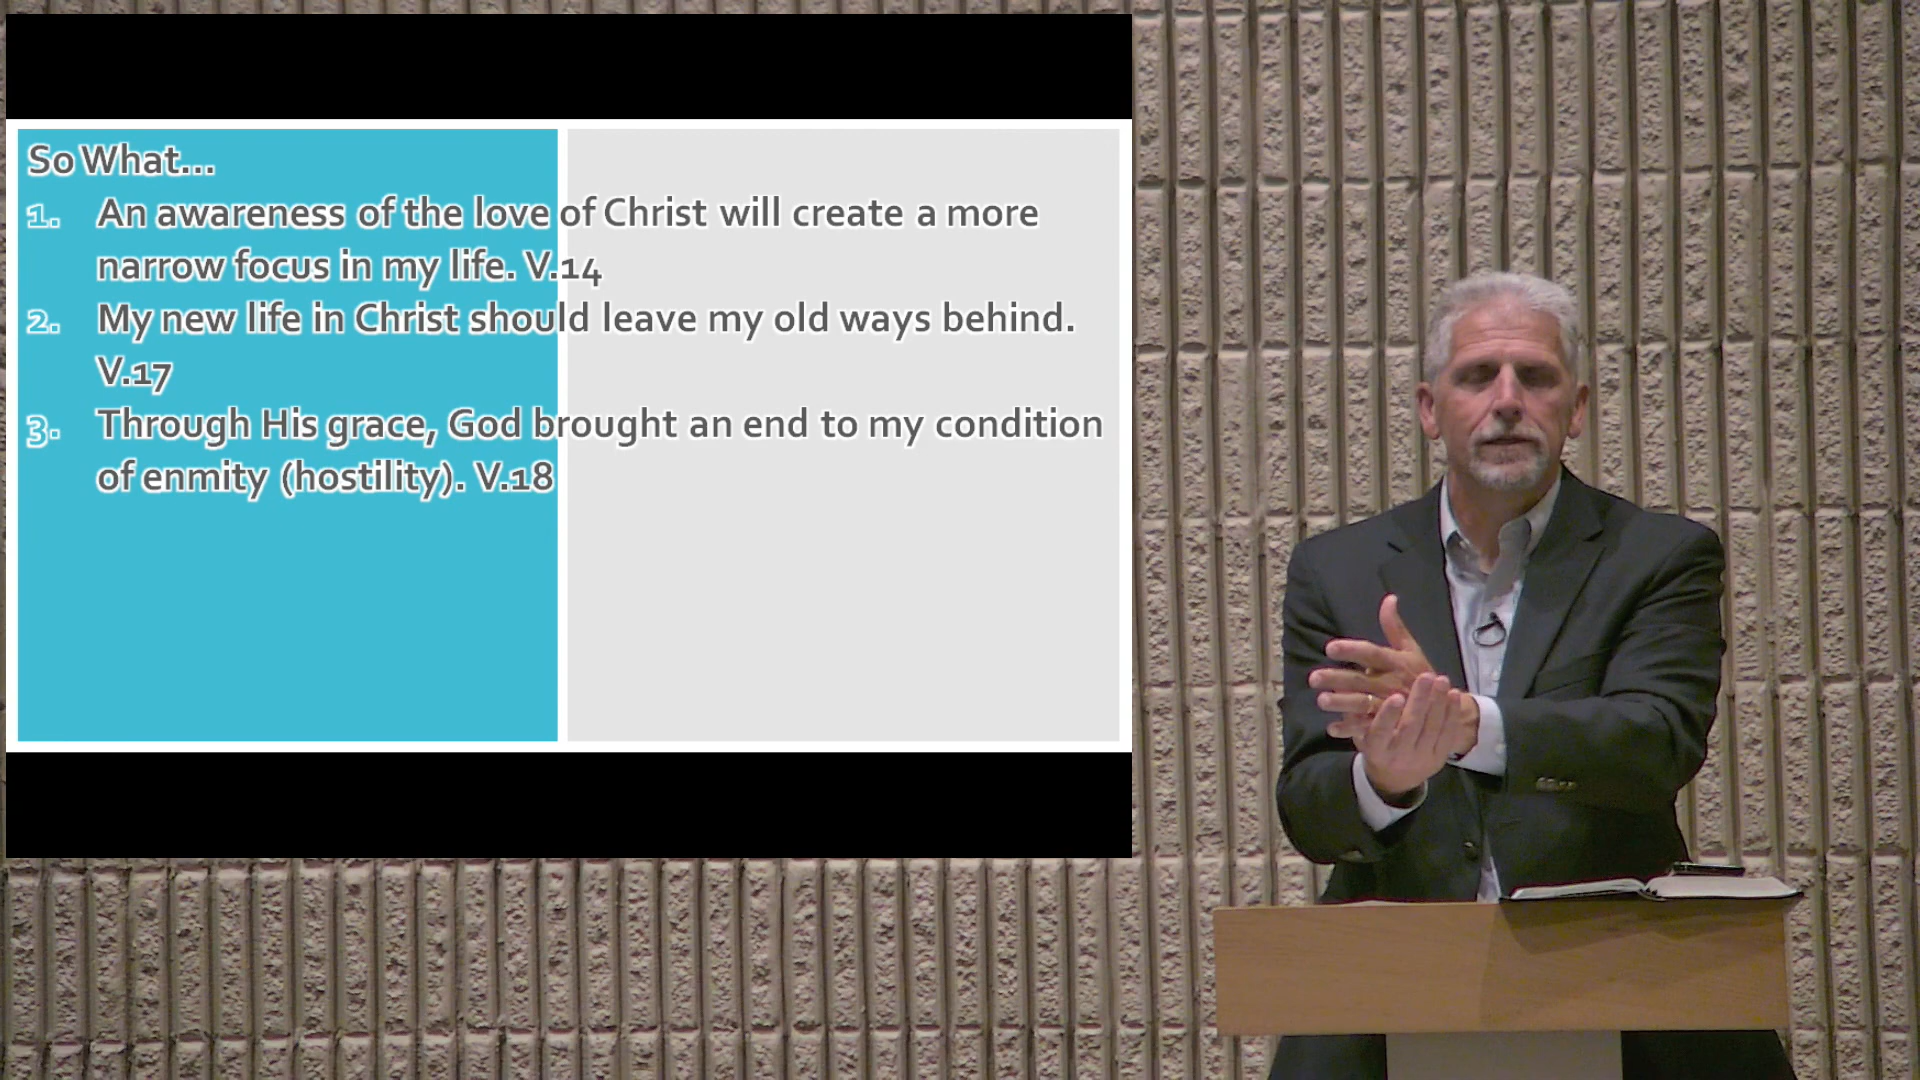 So What...
1. An awareness of the love of Christ will create a more
narrow focus in my life. V.14
2. My new life in Christ should leave my old ways behind.
V.17
3. Through His grace, God brought an end to my condition
of enmity (hostility). V.18